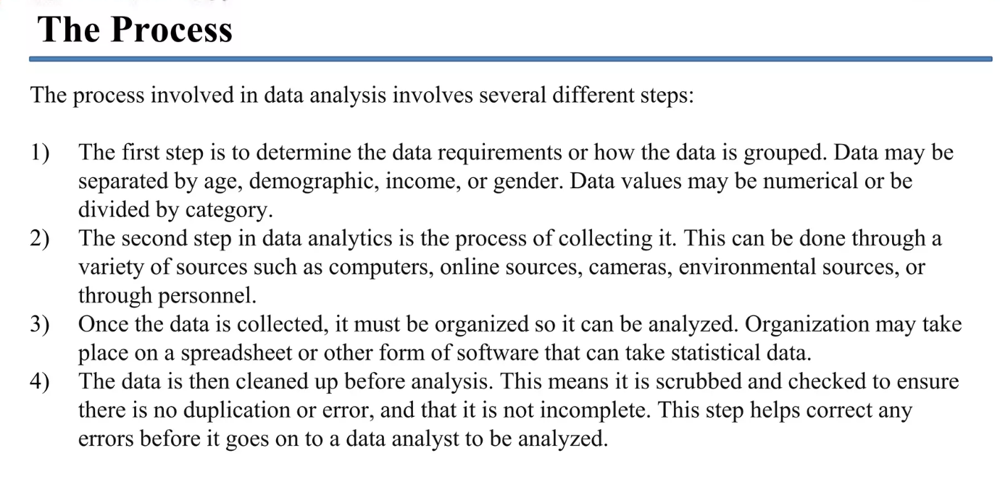 The Process
The process involved in data analysis involves several different steps:
1) The first step is to determine the data requirements or how the data is grouped. Data may be
separated by age, demographic, income, or gender. Data values may be numerical or be
divided by category.
2) The second step in data analytics is the process of collecting it. This can be done through a
variety of sources such as computers, online sources, cameras, environmental sources, or
through personnel.
3) Once the data is collected, it must be organized so it can be analyzed. Organization may take
place on a spreadsheet or other form of software that can take statistical data.
4) The data is then cleaned up before analysis. This means it is scrubbed and checked to ensure
there is no duplication or error, and that it is not incomplete. This step helps correct any
errors before it goes on to a data analyst to be analyzed.